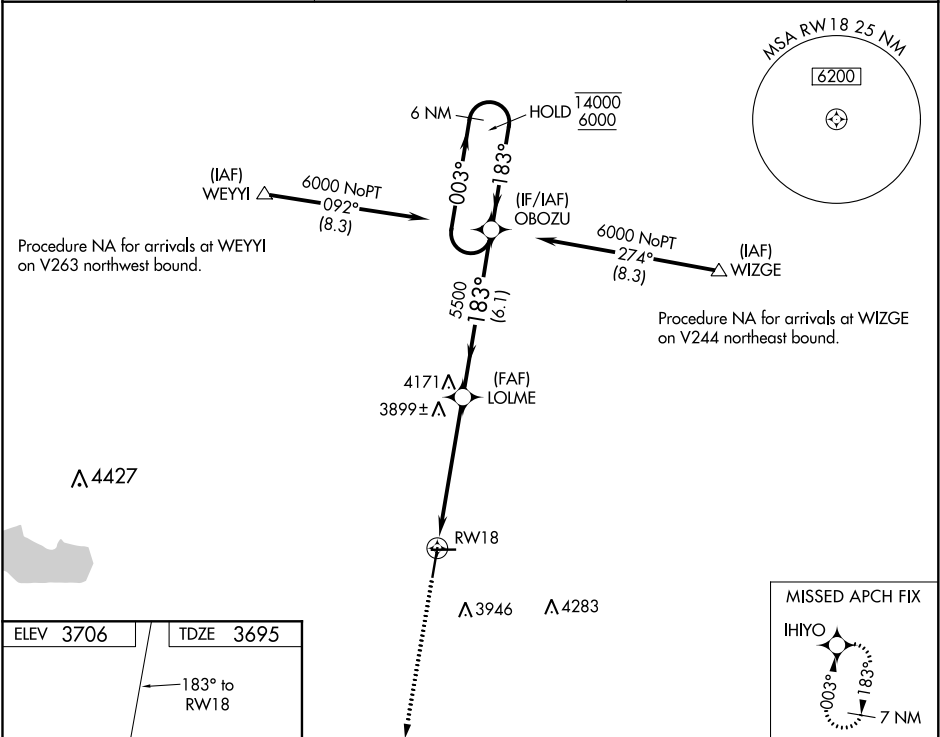 MSA RW18 25 NM
6200
6 NM
HOLD
14000
6000
003°
183°
(IAF)
WEYYI
6000 NoPT
092°
(8.3)
(IF/IAF)
OBOZU
6000 NoPT
274°
(8.3)
(IAF)
WIZGE
Procedure NA for arrivals at WEYYI
on V263 northwest bound.
Procedure NA for arrivals at WIZGE
on V244 northeast bound.
5500
183°
(6.1)
4171
(FAF)
LOLME
3899±
4427
RW18
3946
4283
ELEV 3706
TDZE 3695
183° to
RW18
MISSED APCH FIX
IHIYO
003°
183°
7 NM